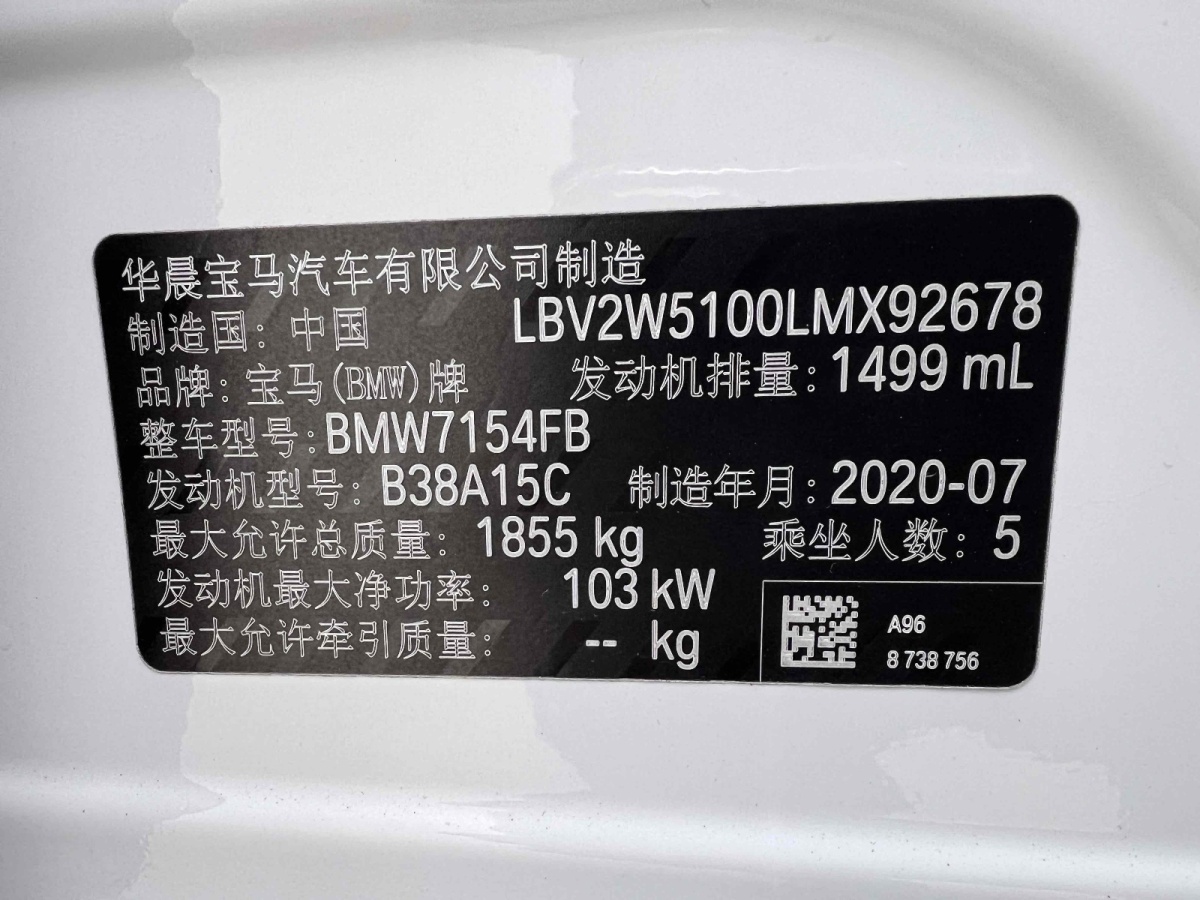 华晨宝马汽车有限公司制造
制造国：中国 LBV2W5100LMX92678
品牌：宝马(BMW)牌 发动机排量：1499 mL
整车型号：BMW7154FB
发动机型号：B38A15C 制造年月：2020-07
最大允许总质量：1855 kg 乘坐人数：5
发动机最大净功率：103 kW
最大允许牵引质量：-- kg
A96
8 738 756